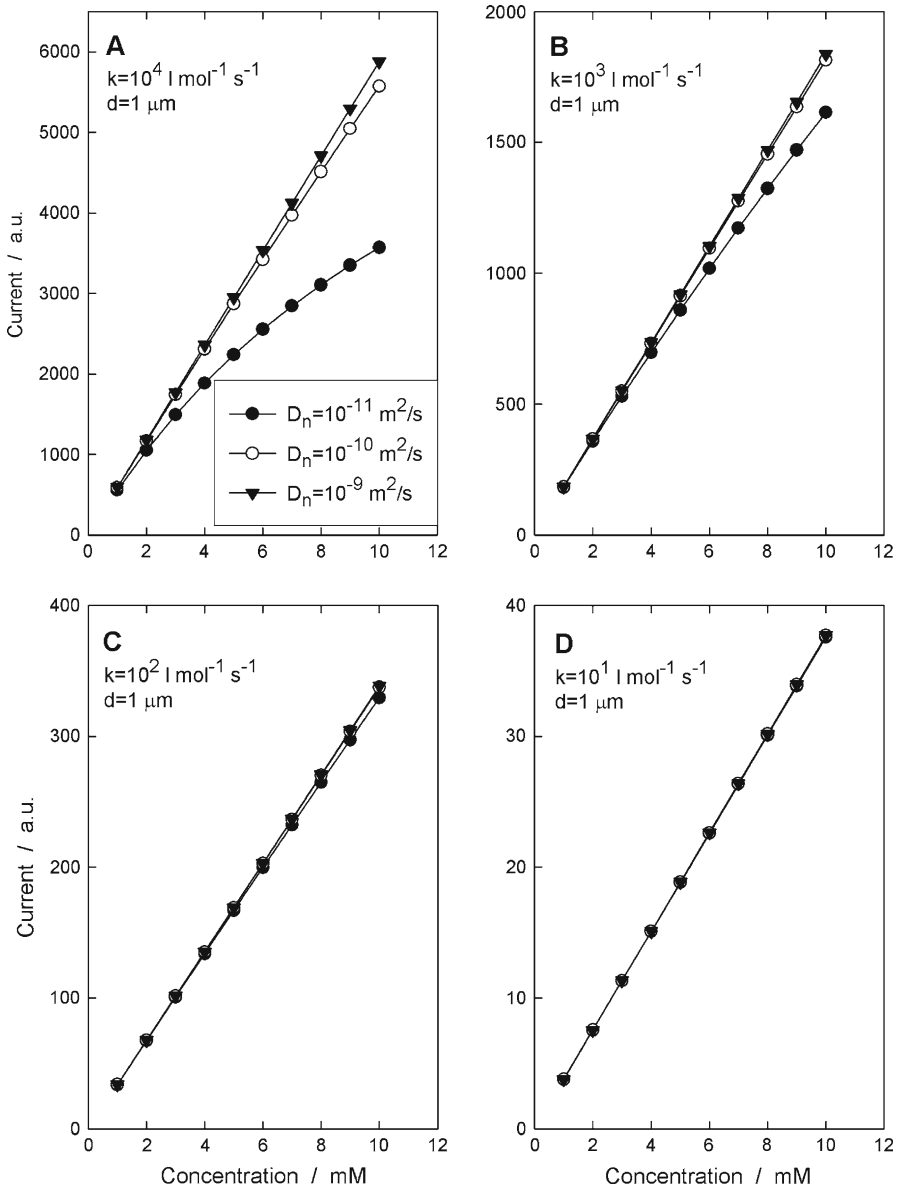 A
k=10⁴ l mol⁻¹ s⁻¹
d=1 μm
6000
5000
4000
3000
2000
1000
0
Current / a.u.
Dₙ=10⁻¹¹ m²/s
Dₙ=10⁻¹⁰ m²/s
Dₙ=10⁻⁹ m²/s
0 2 4 6 8 10 12
B
k=10³ l mol⁻¹ s⁻¹
d=1 μm
2000
1500
1000
500
0
0 2 4 6 8 10 12
C
k=10² l mol⁻¹ s⁻¹
d=1 μm
400
300
200
100
0
Current / a.u.
0 2 4 6 8 10 12
Concentration / mM
D
k=10¹ l mol⁻¹ s⁻¹
d=1 μm
40
30
20
10
0
0 2 4 6 8 10 12
Concentration / mM